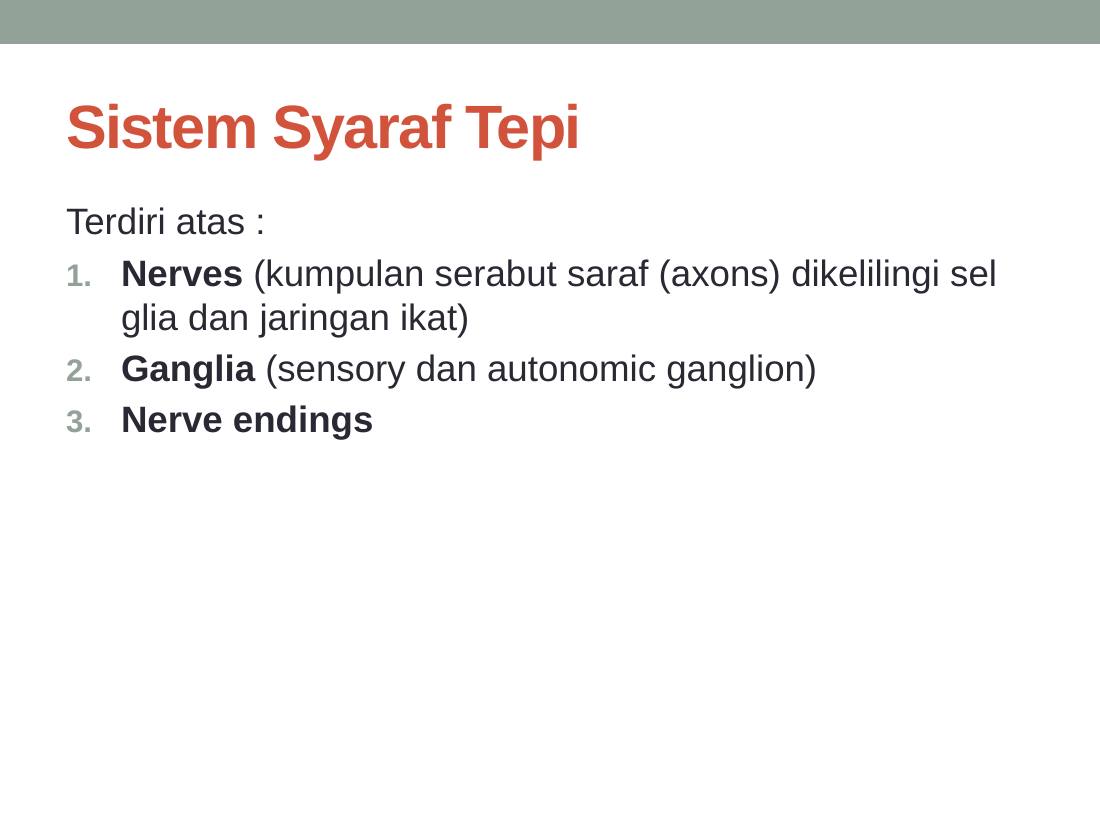 Sistem Syaraf Tepi
Terdiri atas :
1. Nerves (kumpulan serabut saraf (axons) dikelilingi sel
glia dan jaringan ikat)
2. Ganglia (sensory dan autonomic ganglion)
3. Nerve endings